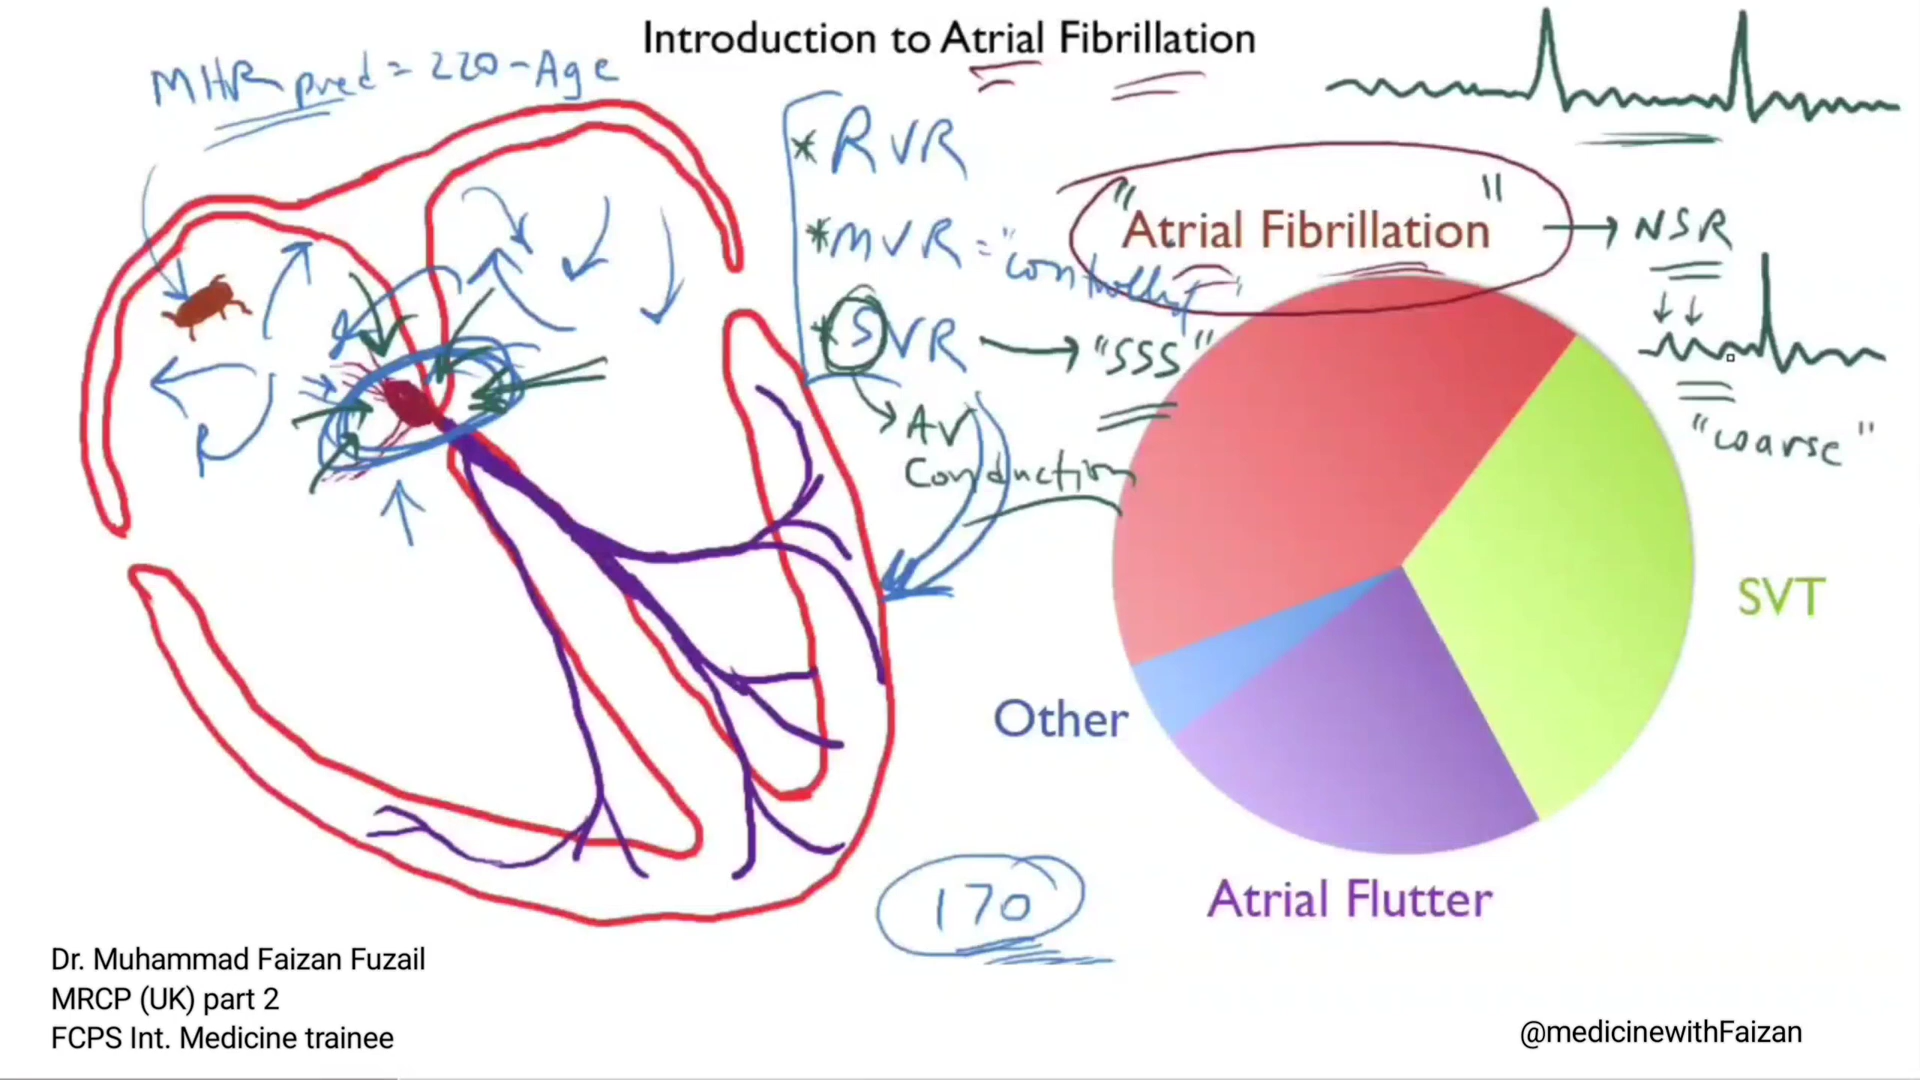 Introduction to Atrial Fibrillation
MHR pred = 220 - Age
* RVR
* MVR = "controlled"
* SVR → "SSS"
AV
Conduction
"Atrial Fibrillation" → NSR
"coarse"
SVT
Other
Atrial Flutter
170
Dr. Muhammad Faizan Fuzail
MRCP (UK) part 2
FCPS Int. Medicine trainee
@medicinewithFaizan